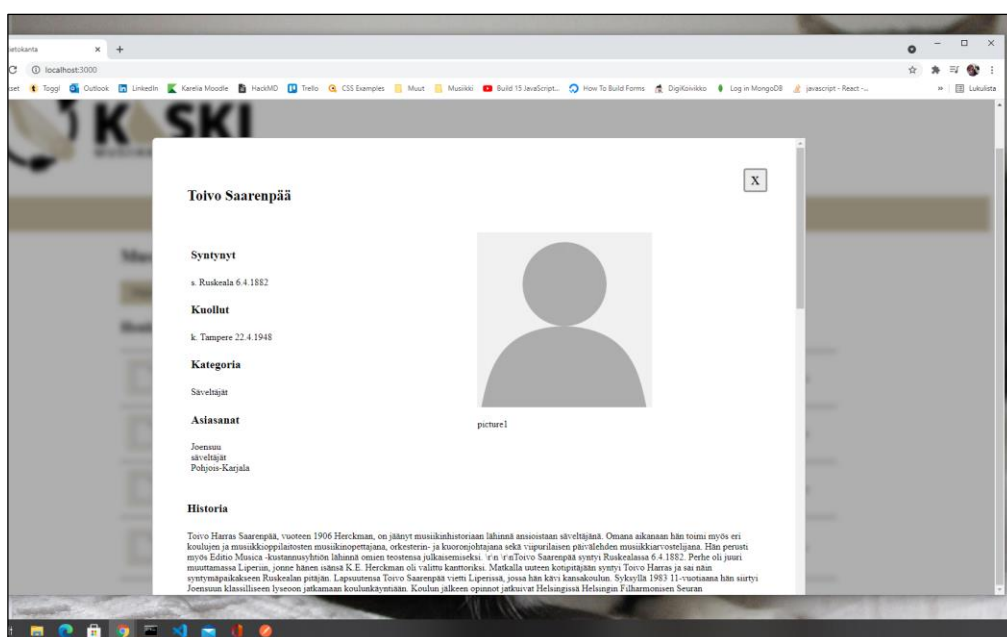 ietokanta
localhost:3000
Toggl Outlook LinkedIn Karelia Moodle HackMD Trello CSS Examples Muut Musiikki Build 15 JavaScript... How To Build Forms DigiKoivikko Log in MongoDB javascript - React -... Lukulista
KASKI
X
Toivo Saarenpää
Syntynyt
s. Ruskeala 6.4.1882
Kuollut
k. Tampere 22.4.1948
Kategoria
Säveltäjät
Asiasanat
picture1
Joensuu
säveltäjät
Pohjois-Karjala
Historia
Toivo Harras Saarenpää, vuoteen 1906 Herckman, on jäänyt musiikinhistoriaan lähinnä ansioistaan säveltäjänä. Omana aikanaan hän toimi myös eri
koulujen ja musiikkioppilaitosten musiikinopettajana, orkesterin- ja kuoronjohtajana sekä viipurilaisen päivälehden musiikkiarvostelijana. Hän perusti
myös Editio Musica -kustannusyhtiön lähinnä omien teostensa julkaisemiseksi. \r\n \r\nToivo Saarenpää syntyi Ruskealassa 6.4.1882. Perhe oli juuri
muuttamassa Liperiin, jonne hänen isänsä K.E. Herckman oli valittu kanttoriksi. Matkalla uuteen kotipitäjään syntyi Toivo Harras ja sai näin
syntymäpaikakseen Ruskealan pitäjän. Lapsuutensa Toivo Saarenpää vietti Liperissä, jossa hän kävi kansakoulun. Syksyllä 1983 11-vuotiaana hän siirtyi
Joensuun klassilliseen lyseoon jatkamaan koulunkäyntiään. Koulun jälkeen opinnot jatkuivat Helsingissä Helsingin Filharmonisen Seuran